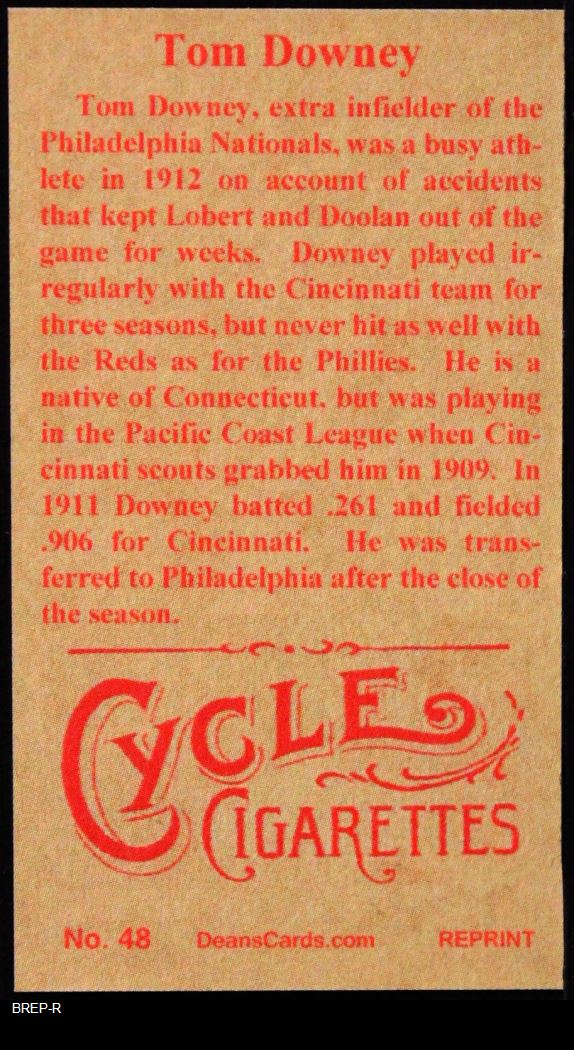 Tom Downey
Tom Downey, extra infielder of the
Philadelphia Nationals, was a busy ath-
lete in 1912 on account of accidents
that kept Lobert and Doolan out of the
game for weeks. Downey played ir-
regularly with the Cincinnati team for
three seasons, but never hit as well with
the Reds as for the Phillies. He is a
native of Connecticut, but was playing
in the Pacific Coast League when Cin-
cinnati scouts grabbed him in 1909. In
1911 Downey batted .261 and fielded
.906 for Cincinnati. He was trans-
ferred to Philadelphia after the close of
the season.
CYCLE
CIGARETTES
No. 48 DeansCards.com REPRINT
BREP-R